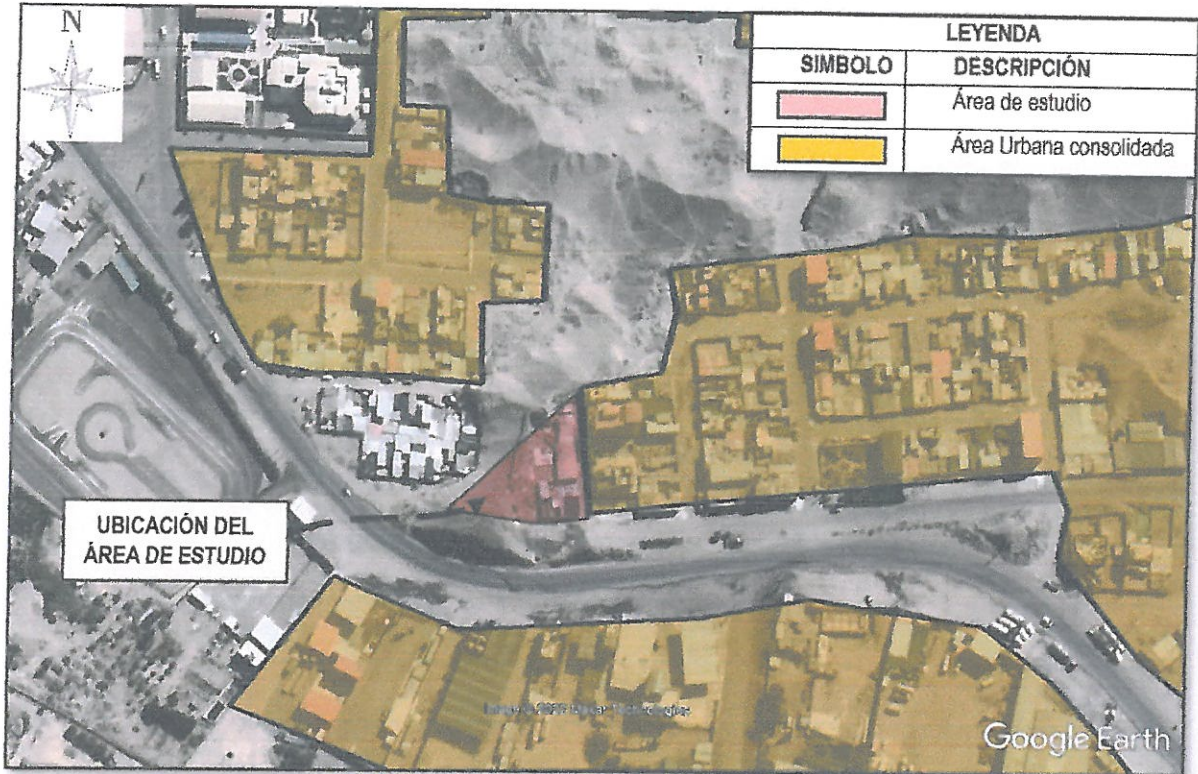 N
LEYENDA
SIMBOLO DESCRIPCIÓN
Área de estudio
Área Urbana consolidada
UBICACIÓN DEL
ÁREA DE ESTUDIO
Google Earth